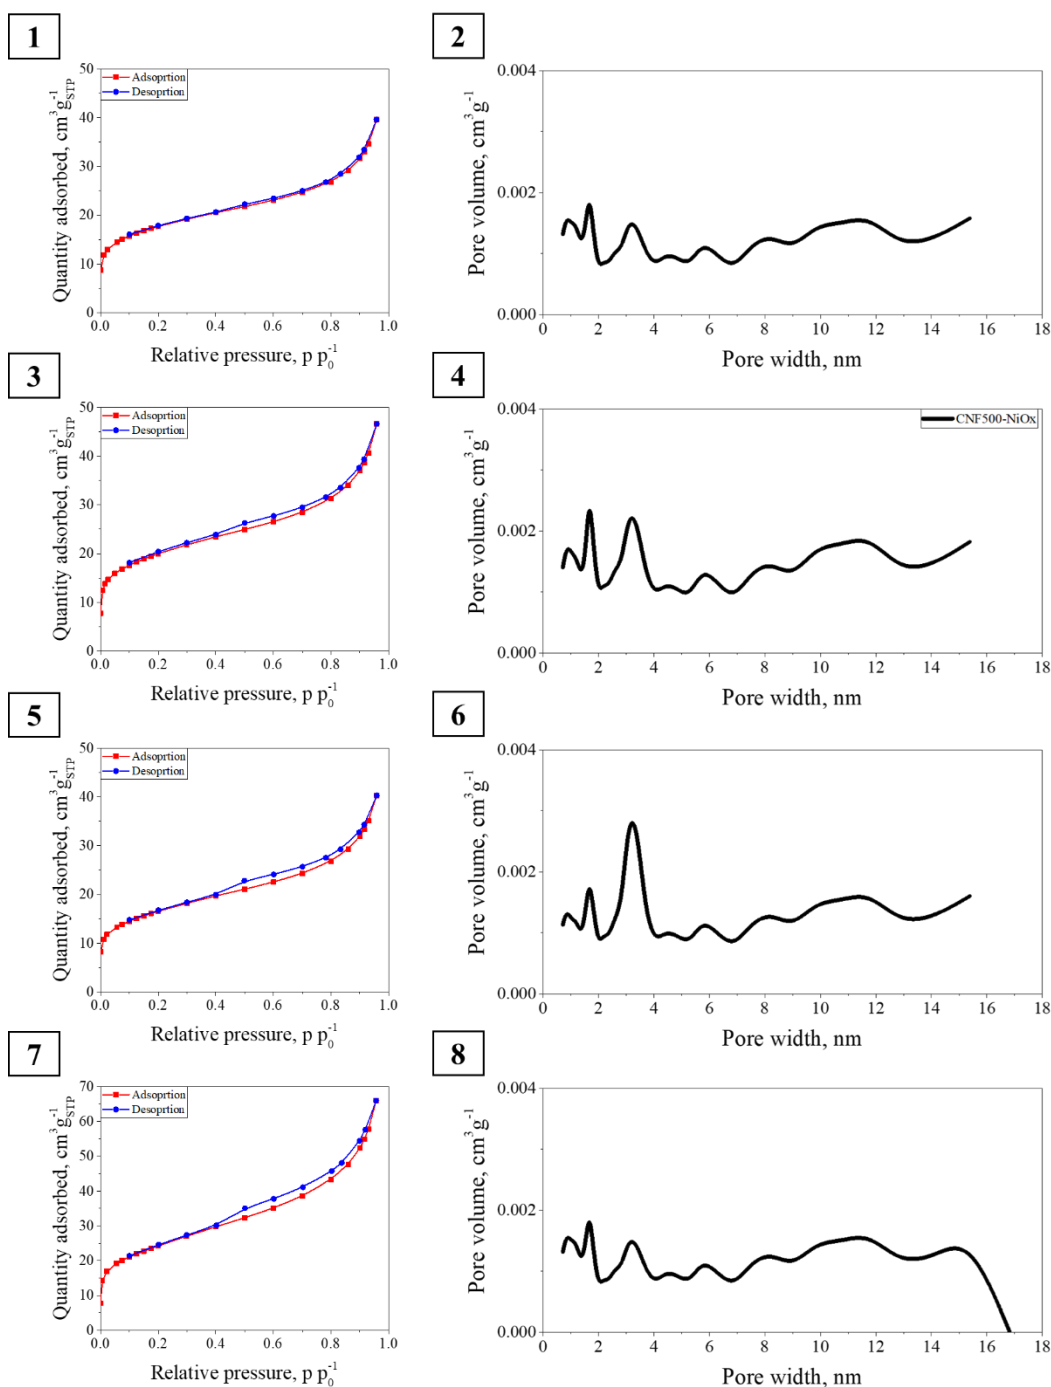 1
50
40
30
20
10
0
Adsoprtion
Desoprtion
Quantity adsorbed, cm³g⁻¹STP
0.0 0.2 0.4 0.6 0.8 1.0
Relative pressure, p p₀⁻¹
2
0.004
0.002
0.000
Pore volume, cm³g⁻¹
0 2 4 6 8 10 12 14 16 18
Pore width, nm
3
50
40
30
20
10
0
Adsoprtion
Desoprtion
Quantity adsorbed, cm³g⁻¹STP
0.0 0.2 0.4 0.6 0.8 1.0
Relative pressure, p p₀⁻¹
4
0.004
0.002
0.000
CNF500-NiOx
Pore volume, cm³g⁻¹
0 2 4 6 8 10 12 14 16 18
Pore width, nm
5
50
40
30
20
10
0
Adsoprtion
Desoprtion
Quantity adsorbed, cm³g⁻¹STP
0.0 0.2 0.4 0.6 0.8 1.0
Relative pressure, p p₀⁻¹
6
0.004
0.002
0.000
Pore volume, cm³g⁻¹
0 2 4 6 8 10 12 14 16 18
Pore width, nm
7
70
60
50
40
30
20
10
0
Adsoprtion
Desoprtion
Quantity adsorbed, cm³g⁻¹STP
0.0 0.2 0.4 0.6 0.8 1.0
Relative pressure, p p₀⁻¹
8
0.004
0.002
0.000
Pore volume, cm³g⁻¹
0 2 4 6 8 10 12 14 16 18
Pore width, nm